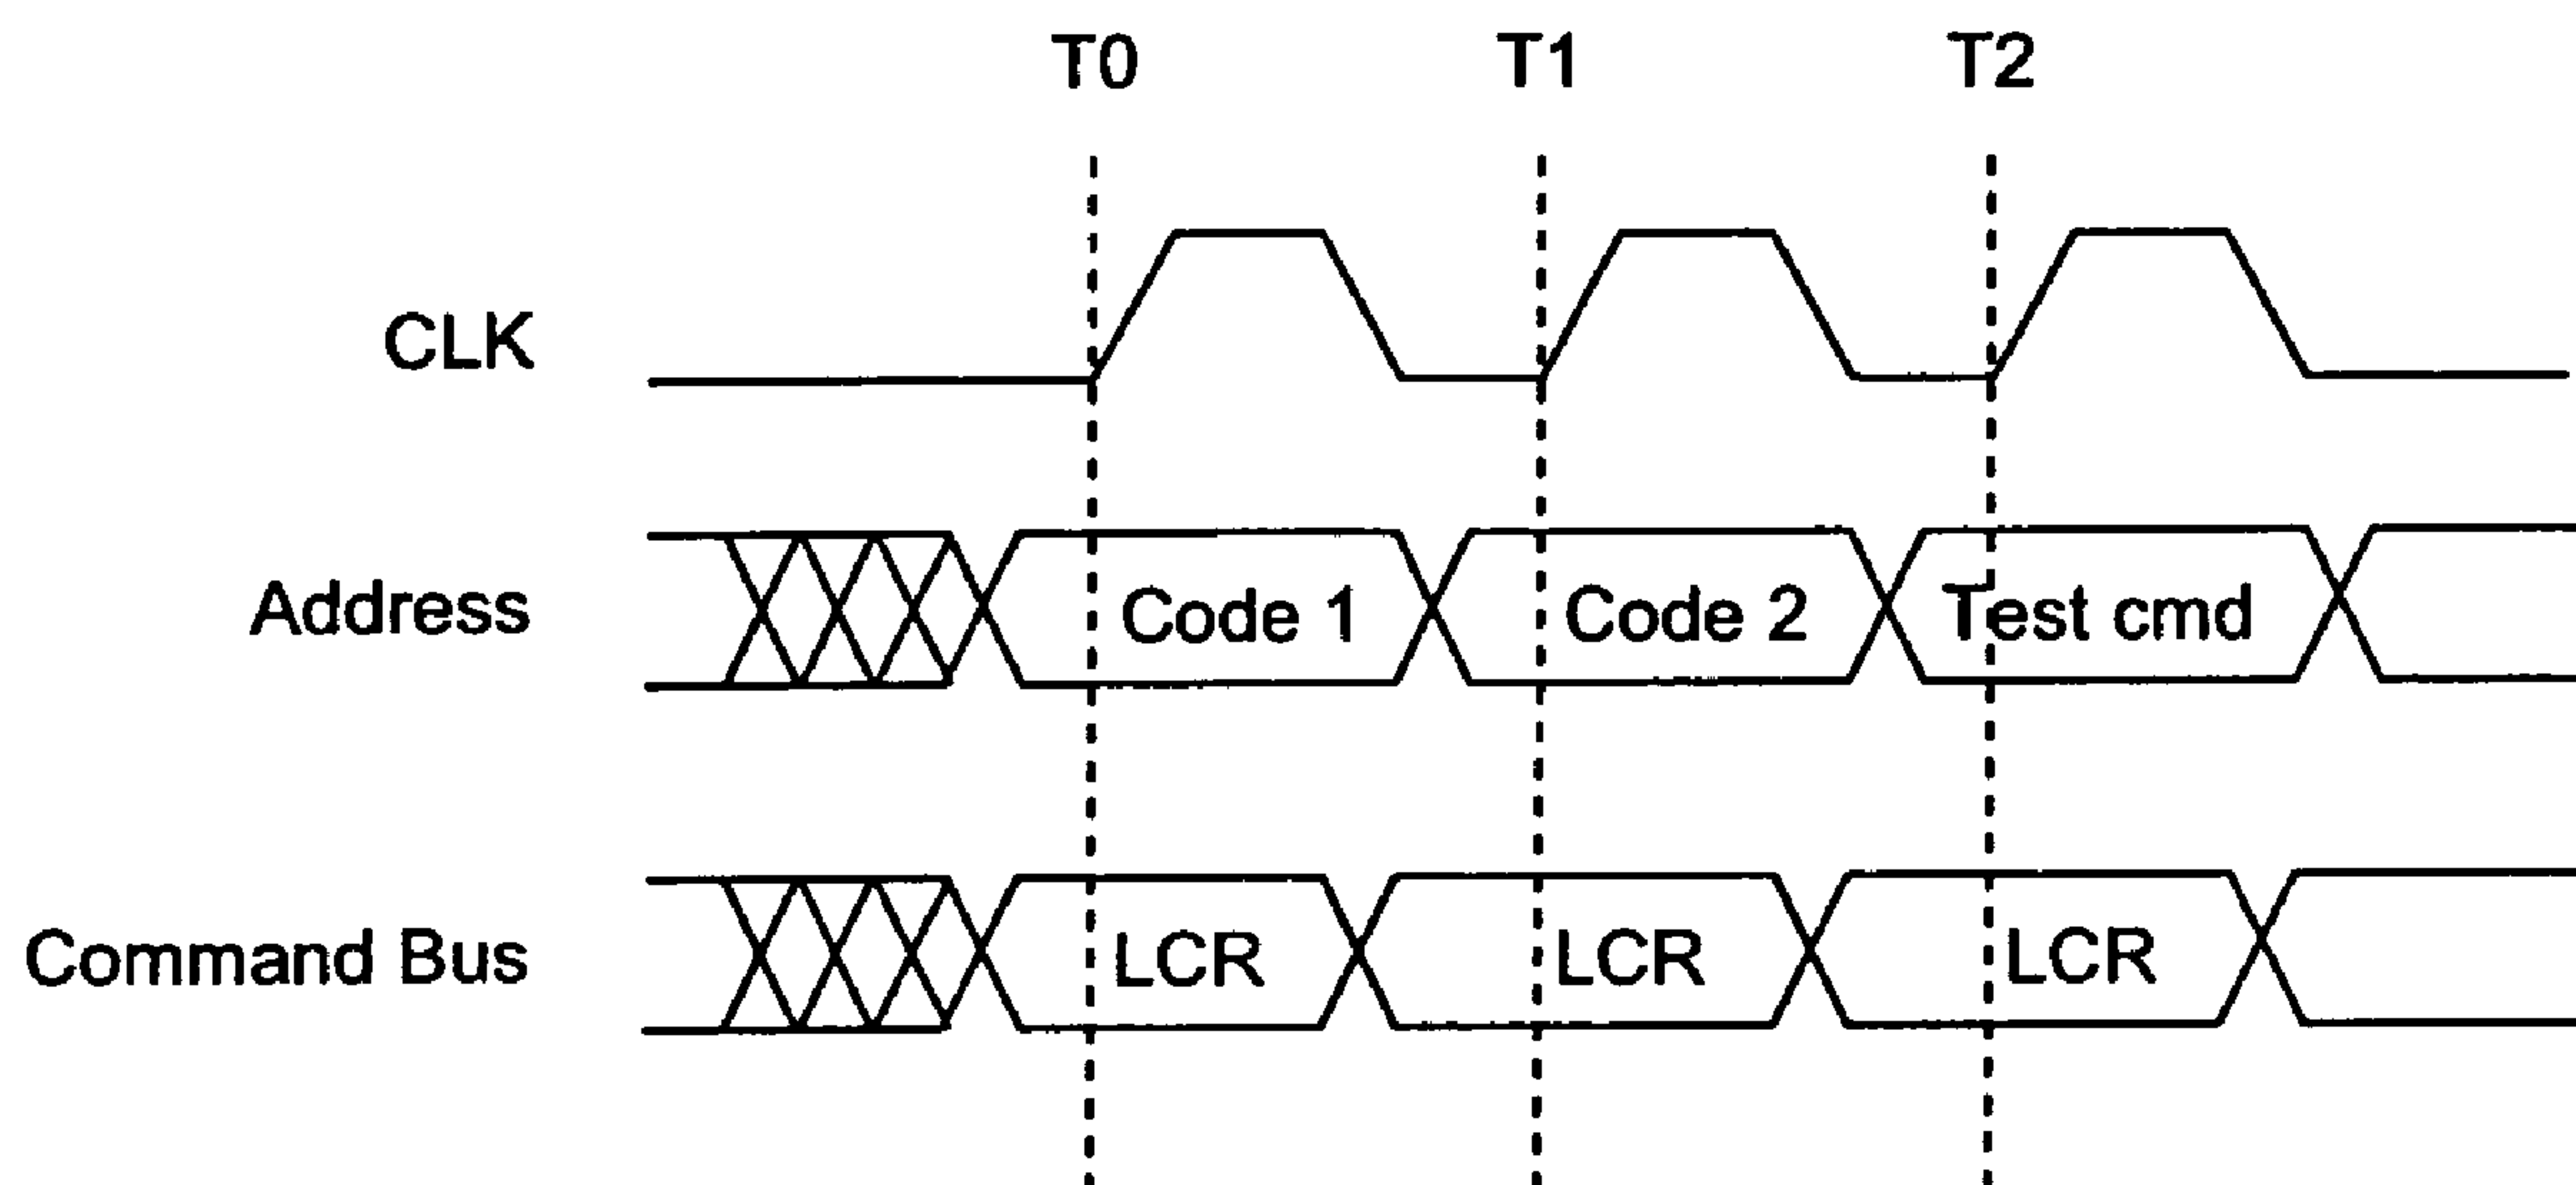 T0 T1 T2
CLK
Address Code 1 Code 2 Test cmd
Command Bus LCR LCR LCR